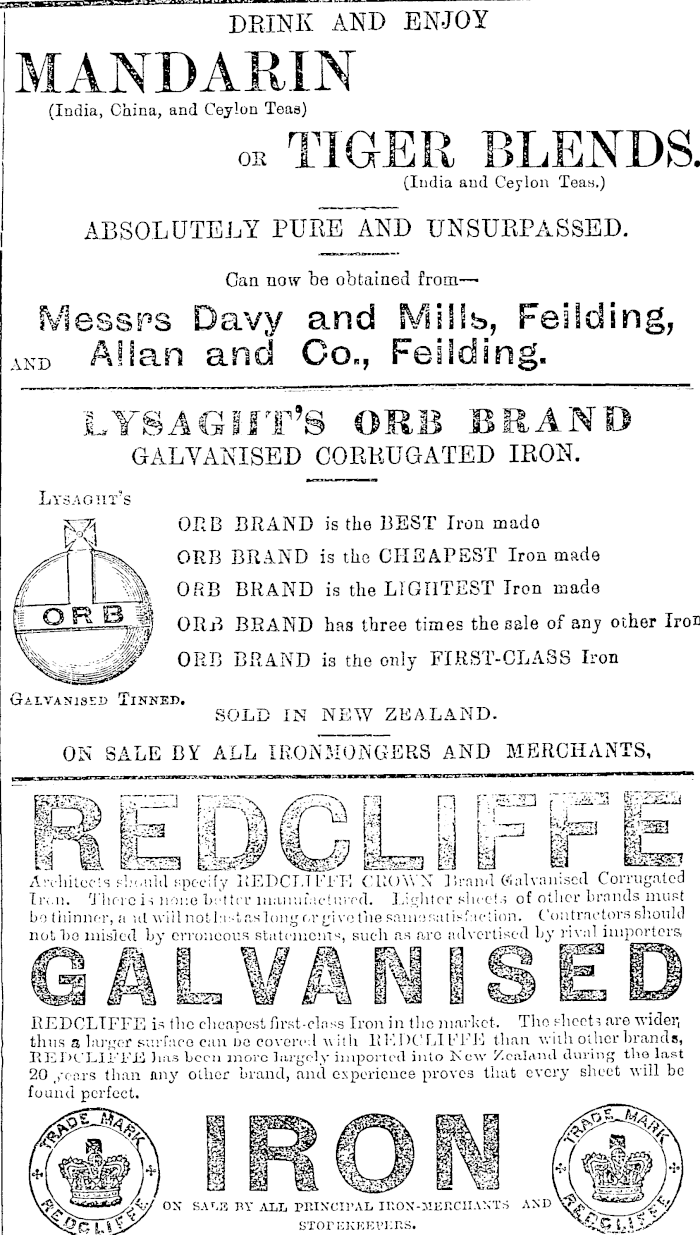 DRINK AND ENJOY
MANDARIN
(India, China, and Ceylon Teas)
OR TIGER BLENDS.
(India and Ceylon Teas.)
ABSOLUTELY PURE AND UNSURPASSED.
Can now be obtained from—
Messrs Davy and Mills, Feilding,
AND Allan and Co., Feilding.
LYSAGHT'S ORB BRAND
GALVANISED CORRUGATED IRON.
LYSAGHT'S
ORB
GALVANISED TINNED.
ORB BRAND is the BEST Iron made
ORB BRAND is the CHEAPEST Iron made
ORB BRAND is the LIGHTEST Iron made
ORB BRAND has three times the sale of any other Iron
ORB BRAND is the only FIRST-CLASS Iron
SOLD IN NEW ZEALAND.
ON SALE BY ALL IRONMONGERS AND MERCHANTS,
REDCLIFFE
Architects should specify REDCLIFFE CROWN Brand Galvanised Corrugated
Iron. There is none better manufactured. Lighter sheets of other brands must
be thinner, and will not last as long or give the same satisfaction. Contractors should
not be misled by erroneous statements, such as are advertised by rival importers,
GALVANISED
REDCLIFFE is the cheapest first-class Iron in the market. The sheets are wider,
thus a larger surface can be covered with REDCLIFFE than with other brands,
REDCLIFFE has been more largely imported into New Zealand during the last
20 years than any other brand, and experience proves that every sheet will be
found perfect.
TRADE MARK
REDCLIFFE
IRON
TRADE MARK
REDCLIFFE
ON SALE BY ALL PRINCIPAL IRON-MERCHANTS AND
STOREKEEPERS.